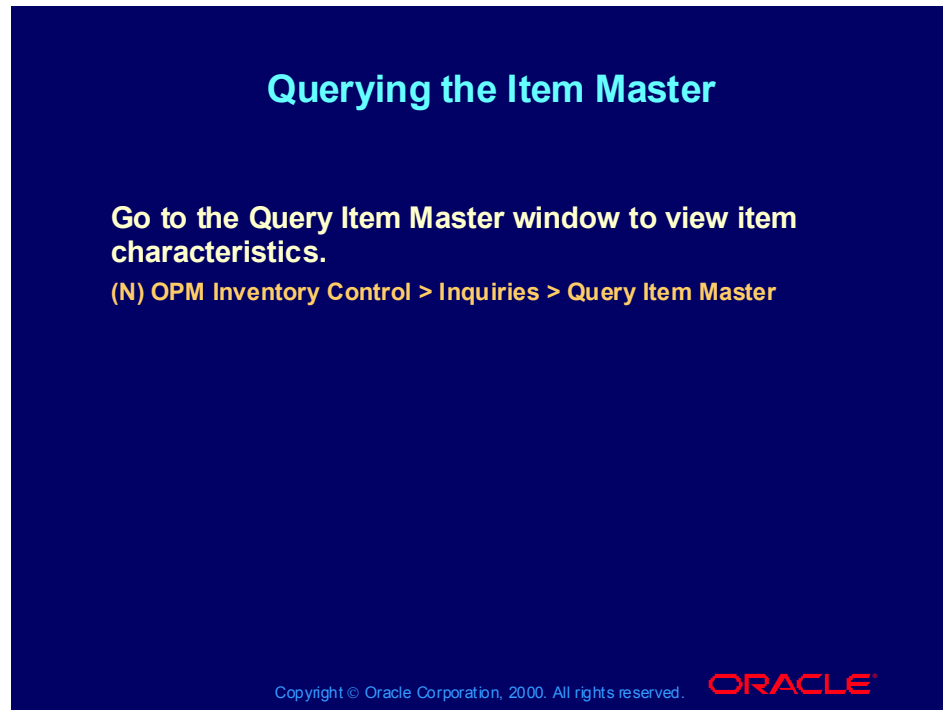 Querying the Item Master
Go to the Query Item Master window to view item
characteristics.
(N) OPM Inventory Control > Inquiries > Query Item Master
Copyright © Oracle Corporation, 2000. All rights reserved.
ORACLE®